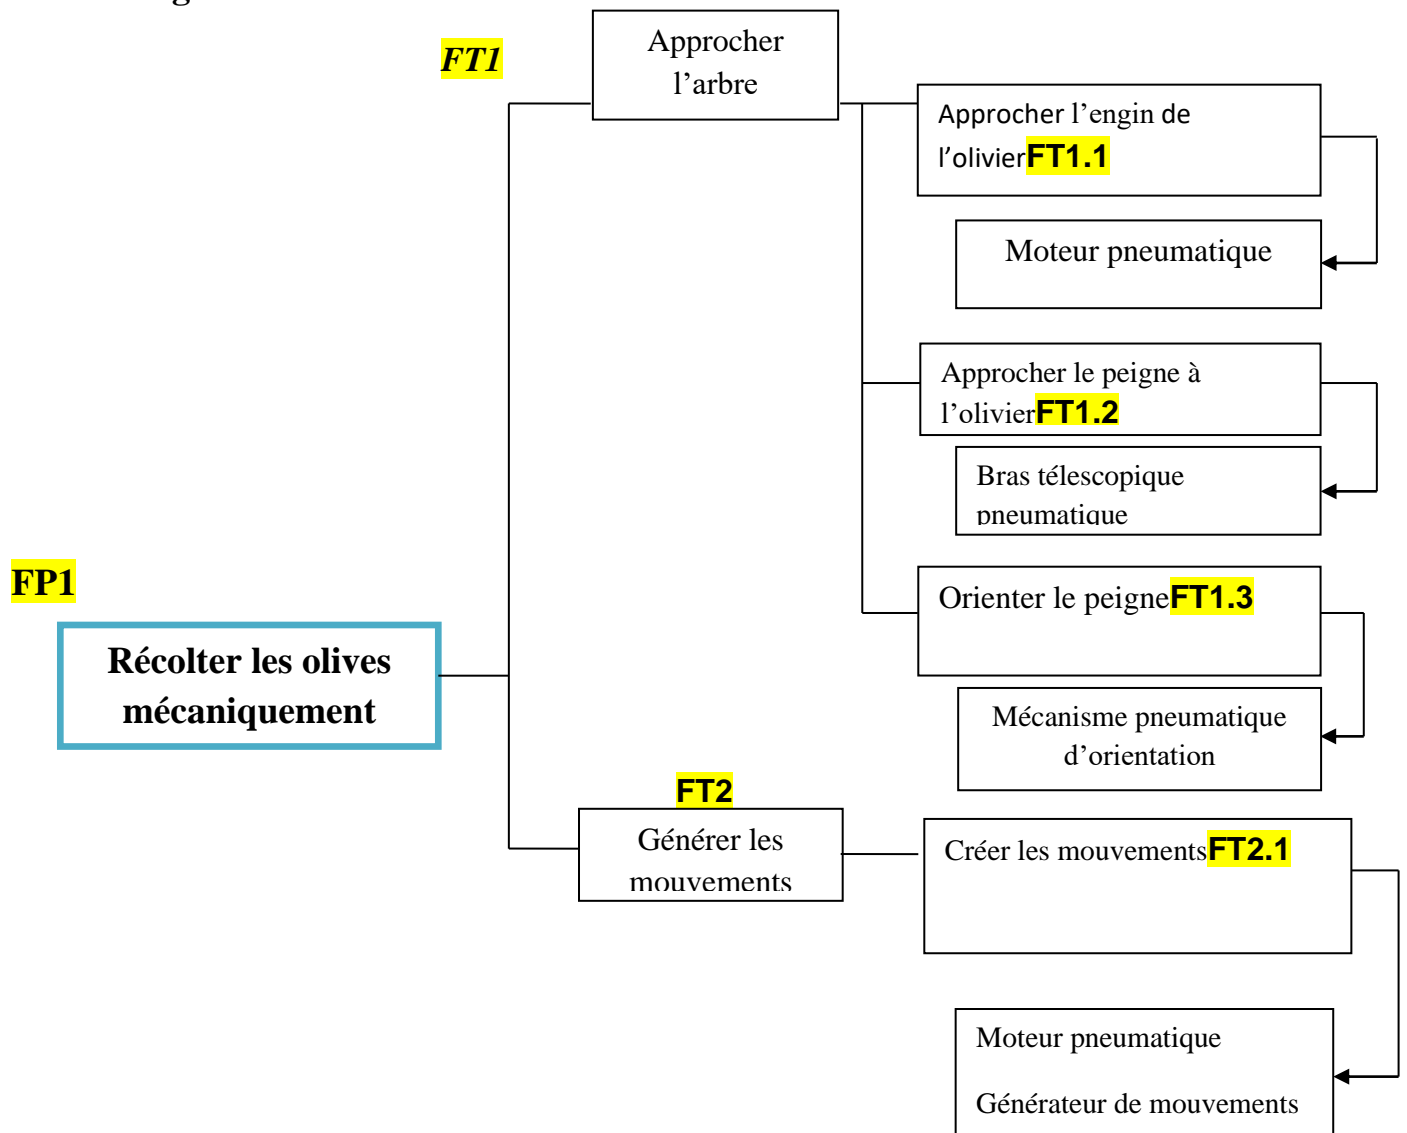 FT1
Approcher
l’arbre
Approcher l’engin de
l’olivierFT1.1
Moteur pneumatique
Approcher le peigne à
l’olivierFT1.2
Bras télescopique
pneumatique
FP1
Orienter le peigneFT1.3
Récolter les olives
mécaniquement
Mécanisme pneumatique
d’orientation
FT2
Générer les
mouvements
Créer les mouvementsFT2.1
Moteur pneumatique
Générateur de mouvements